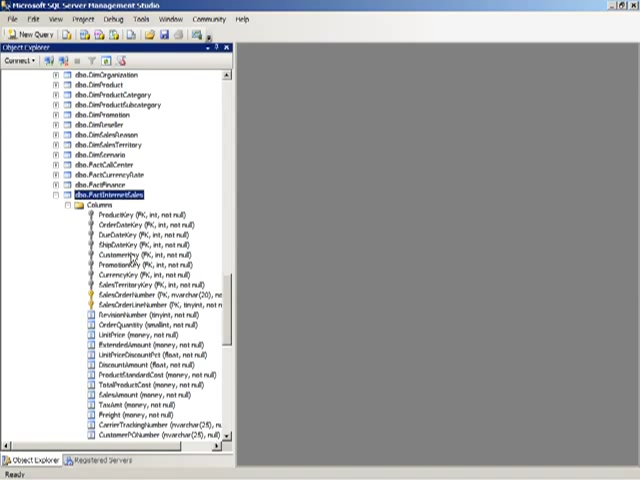 Microsoft SQL Server Management Studio
File Edit View Project Debug Tools Window Community Help
New Query
Object Explorer
Connect
dbo.DimOrganization
dbo.DimProduct
dbo.DimProductCategory
dbo.DimProductSubcategory
dbo.DimPromotion
dbo.DimReseller
dbo.DimSalesReason
dbo.DimSalesTerritory
dbo.DimScenario
dbo.FactCallCenter
dbo.FactCurrencyRate
dbo.FactFinance
dbo.FactInternetSales
Columns
ProductKey (FK, int, not null)
OrderDateKey (FK, int, not null)
DueDateKey (FK, int, not null)
ShipDateKey (FK, int, not null)
CustomerKey (FK, int, not null)
PromotionKey (FK, int, not null)
CurrencyKey (FK, int, not null)
SalesTerritoryKey (FK, int, not null)
SalesOrderNumber (PK, nvarchar(20), no
SalesOrderLineNumber (PK, tinyint, not n
RevisionNumber (tinyint, not null)
OrderQuantity (smallint, not null)
UnitPrice (money, not null)
ExtendedAmount (money, not null)
UnitPriceDiscountPct (float, not null)
DiscountAmount (float, not null)
ProductStandardCost (money, not null)
TotalProductCost (money, not null)
SalesAmount (money, not null)
TaxAmt (money, not null)
Freight (money, not null)
CarrierTrackingNumber (nvarchar(25), nu
CustomerPONumber (nvarchar(25), null)
Object Explorer Registered Servers
Ready